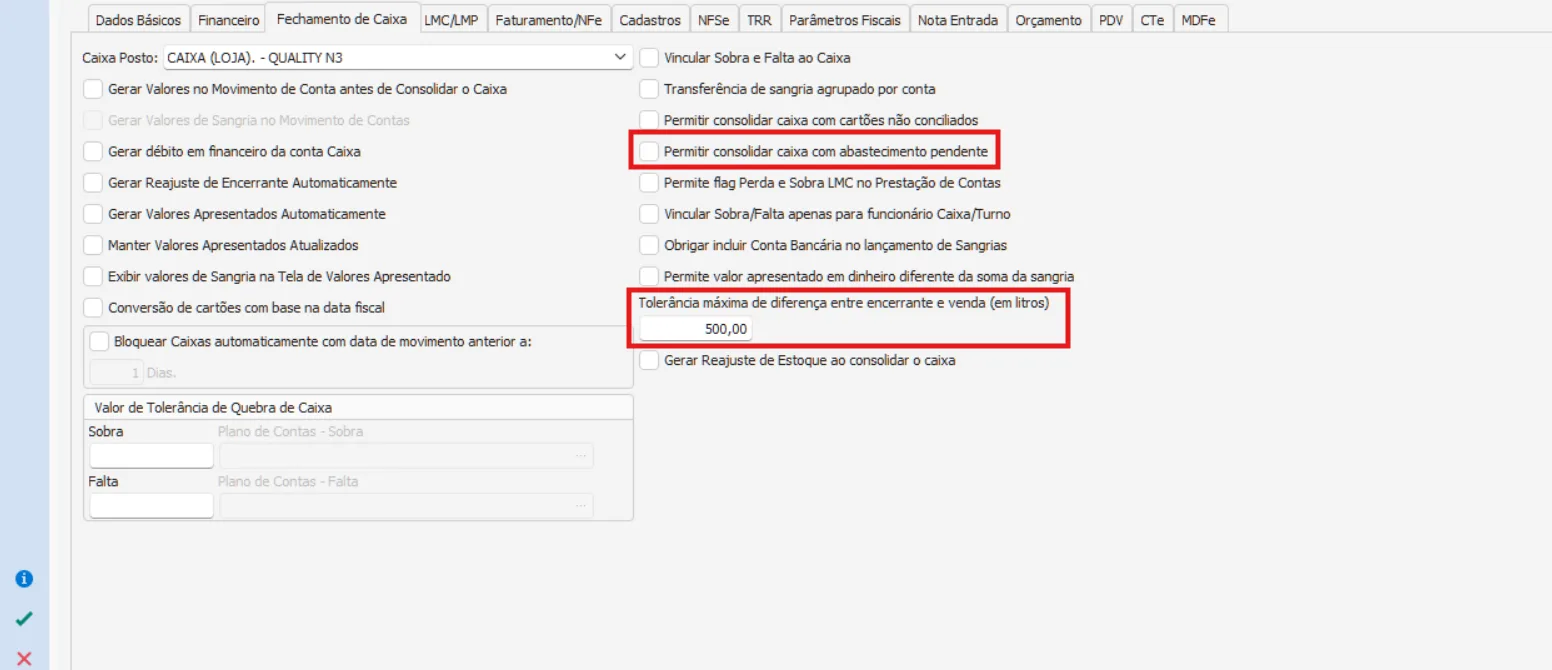 Dados Básicos Financeiro Fechamento de Caixa LMC/LMP Faturamento/NFe Cadastros NFSe TRR Parâmetros Fiscais Nota Entrada Orçamento PDV CTe MDFe
Caixa Posto: CAIXA (LOJA). - QUALITY N3
Gerar Valores no Movimento de Conta antes de Consolidar o Caixa
Gerar Valores de Sangria no Movimento de Contas
Gerar débito em financeiro da conta Caixa
Gerar Reajuste de Encerrante Automaticamente
Gerar Valores Apresentados Automaticamente
Manter Valores Apresentados Atualizados
Exibir valores de Sangria na Tela de Valores Apresentado
Conversão de cartões com base na data fiscal
Bloquear Caixas automaticamente com data de movimento anterior a:
1 Dias.
Valor de Tolerância de Quebra de Caixa
Sobra Plano de Contas - Sobra
...
Falta Plano de Contas - Falta
...
Vincular Sobra e Falta ao Caixa
Transferência de sangria agrupado por conta
Permitir consolidar caixa com cartões não conciliados
Permitir consolidar caixa com abastecimento pendente
Permite flag Perda e Sobra LMC no Prestação de Contas
Vincular Sobra/Falta apenas para funcionário Caixa/Turno
Obrigar incluir Conta Bancária no lançamento de Sangrias
Permite valor apresentado em dinheiro diferente da soma da sangria
Tolerância máxima de diferença entre encerrante e venda (em litros)
500,00
Gerar Reajuste de Estoque ao consolidar o caixa